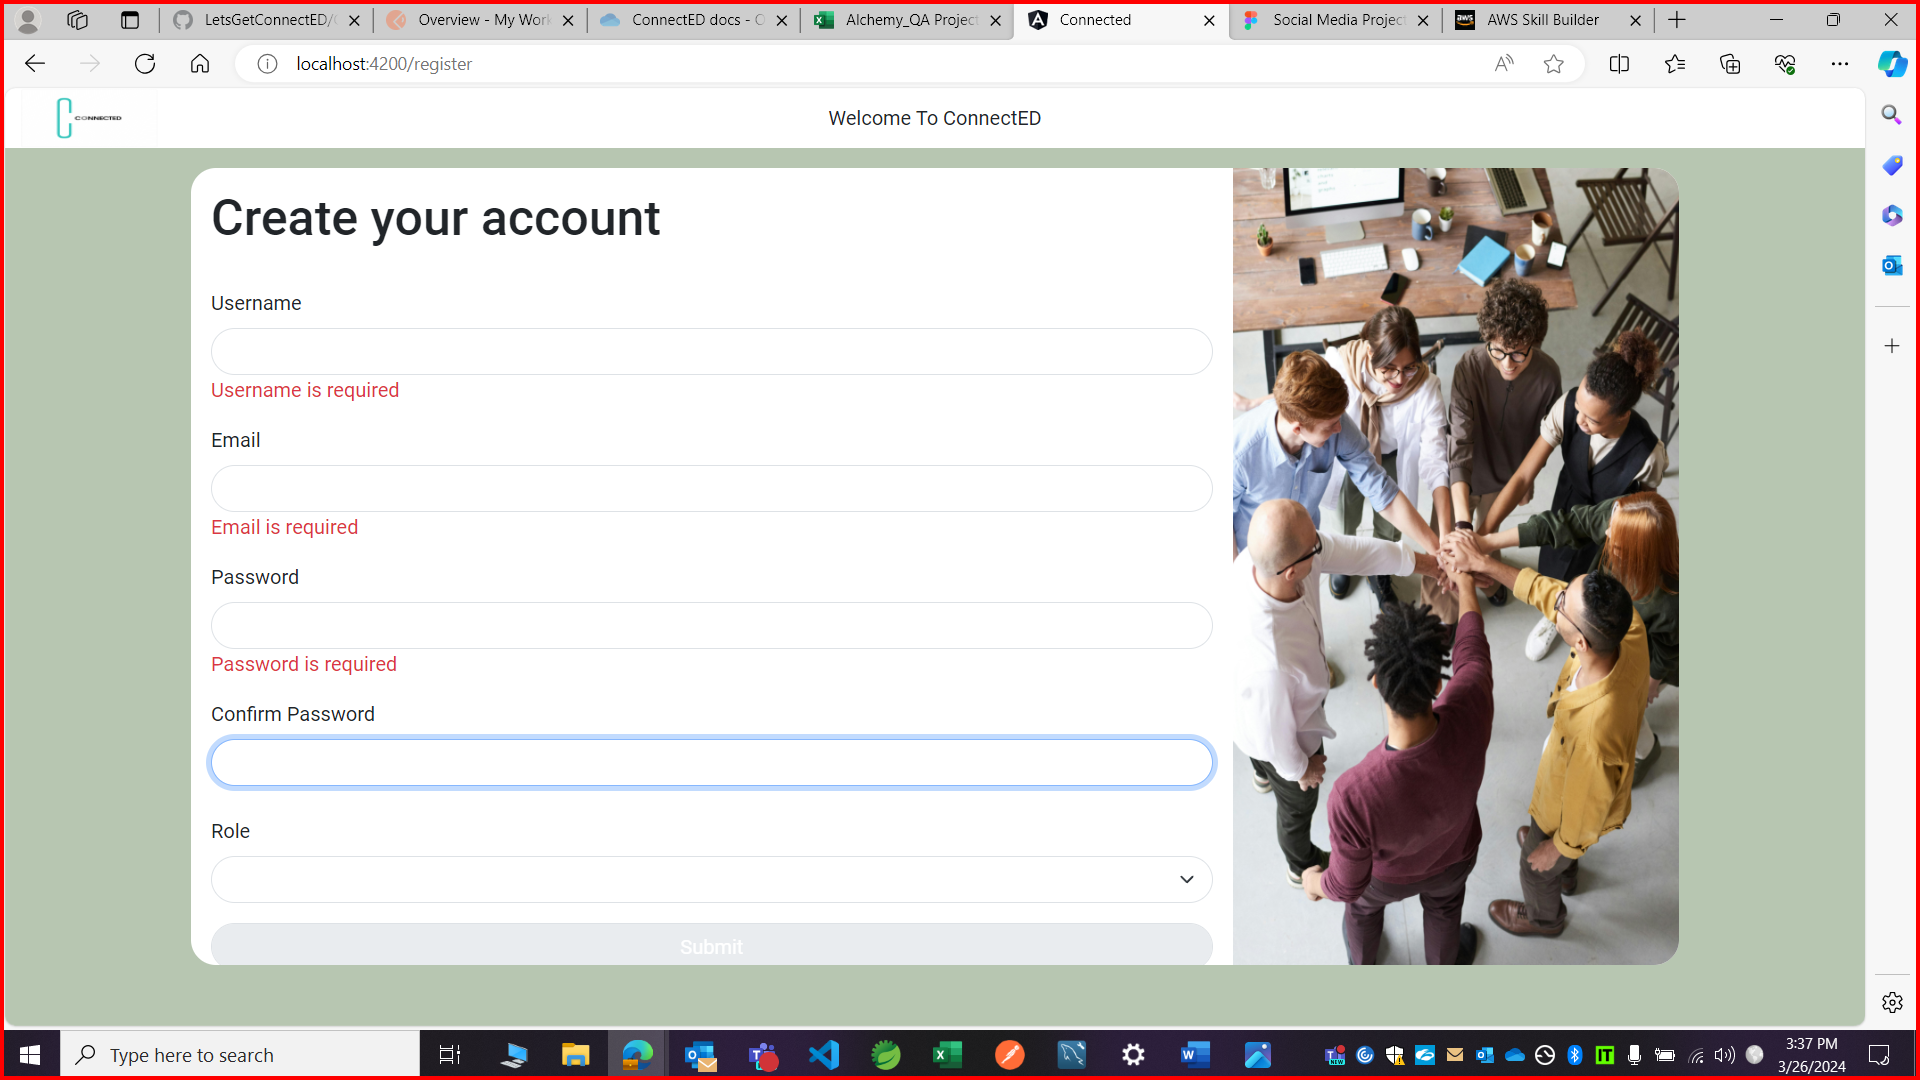 LetsGetConnectED/
Overview - My Work
ConnectED docs - O
Alchemy_QA Project
Connected
Social Media Project
AWS Skill Builder
localhost:4200/register
CONNECTED
Welcome To ConnectED
Create your account
Username
Username is required
Email
Email is required
Password
Password is required
Confirm Password
Role
Submit
Type here to search
3:37 PM
3/26/2024